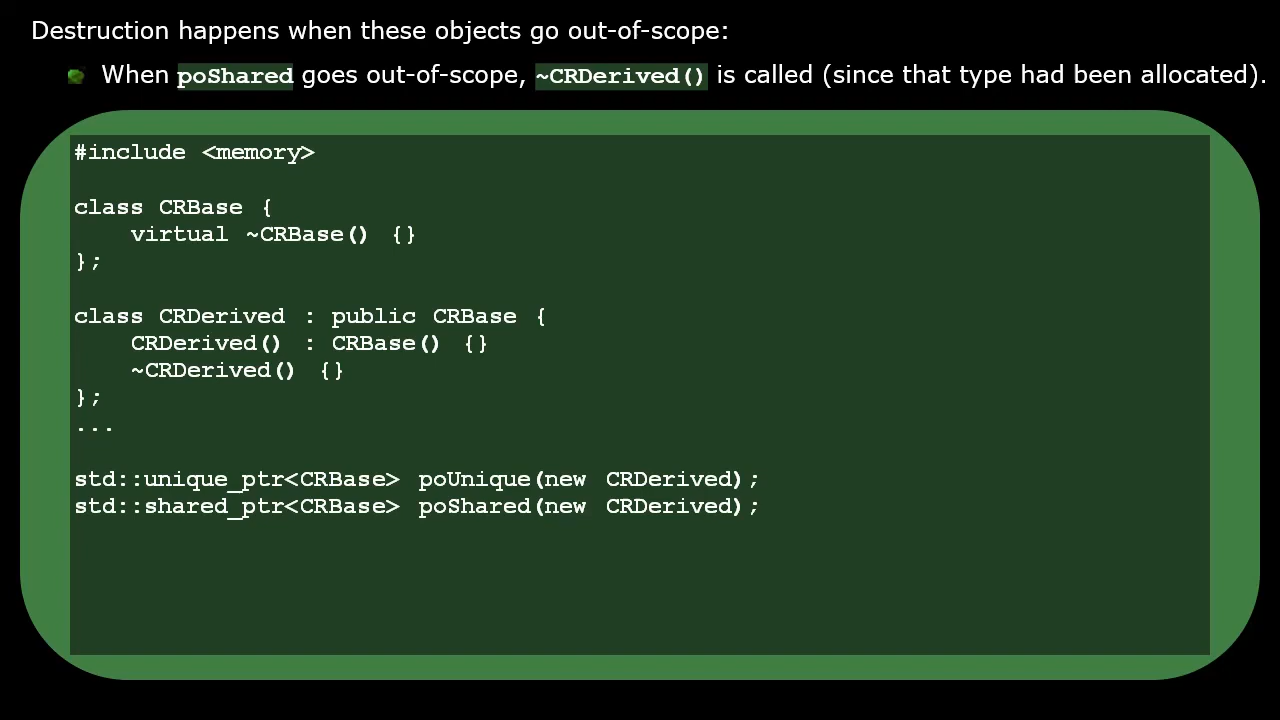 Destruction happens when these objects go out-of-scope:
When poShared goes out-of-scope, ~CRDerived() is called (since that type had been allocated).
#include <memory>
class CRBase {
virtual ~CRBase() {}
};
class CRDerived : public CRBase {
CRDerived() : CRBase() {}
~CRDerived() {}
};
...
std::unique_ptr<CRBase> poUnique(new CRDerived);
std::shared_ptr<CRBase> poShared(new CRDerived);